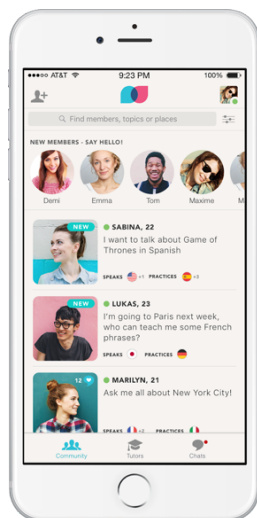 AT&T
9:23 PM
100%
Find members, topics or places
NEW MEMBERS - SAY HELLO!
Demi
Emma
Tom
Maxime
M
NEW
SABINA, 22
I want to talk about Game of
Thrones in Spanish
SPEAKS +1 PRACTICES +3
NEW
LUKAS, 23
I'm going to Paris next week,
who can teach me some French
phrases?
SPEAKS PRACTICES
12
MARILYN, 21
Ask me all about New York City!
SPEAKS +2 PRACTICES
Community
Tutors
Chats